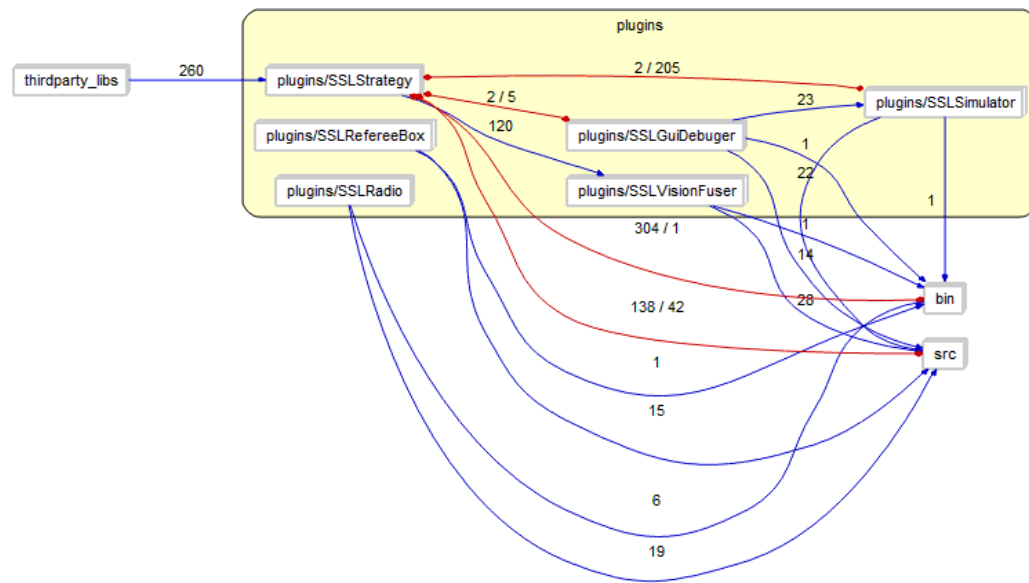 plugins
thirdparty_libs
260
plugins/SSLStrategy
2 / 205
plugins/SSLSimulator
2 / 5
23
120
plugins/SSLRefereeBox
plugins/SSLGuiDebuger
1
22
plugins/SSLRadio
plugins/SSLVisionFuser
1
304 / 1
1
14
bin
28
138 / 42
src
1
15
6
19